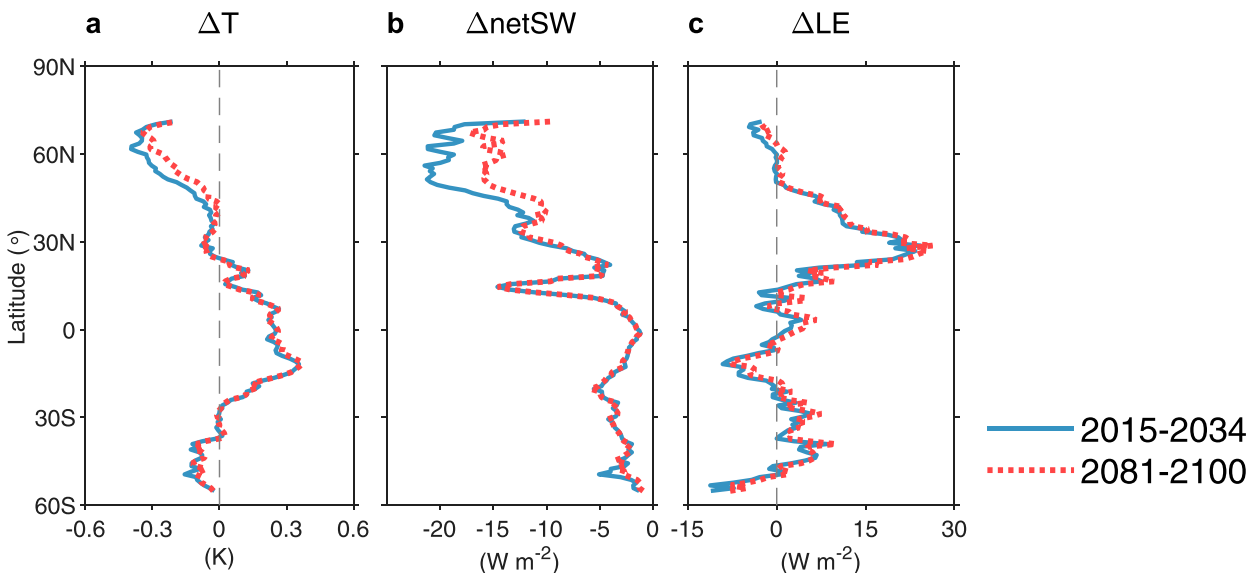 a ΔT b ΔnetSW c ΔLE
90N
60N
30N
0
30S
60S
Latitude (°)
-0.6 -0.3 0 0.3 0.6 -20 -15 -10 -5 0 -15 0 15 30
(K) (W m⁻²) (W m⁻²)
2015-2034
2081-2100